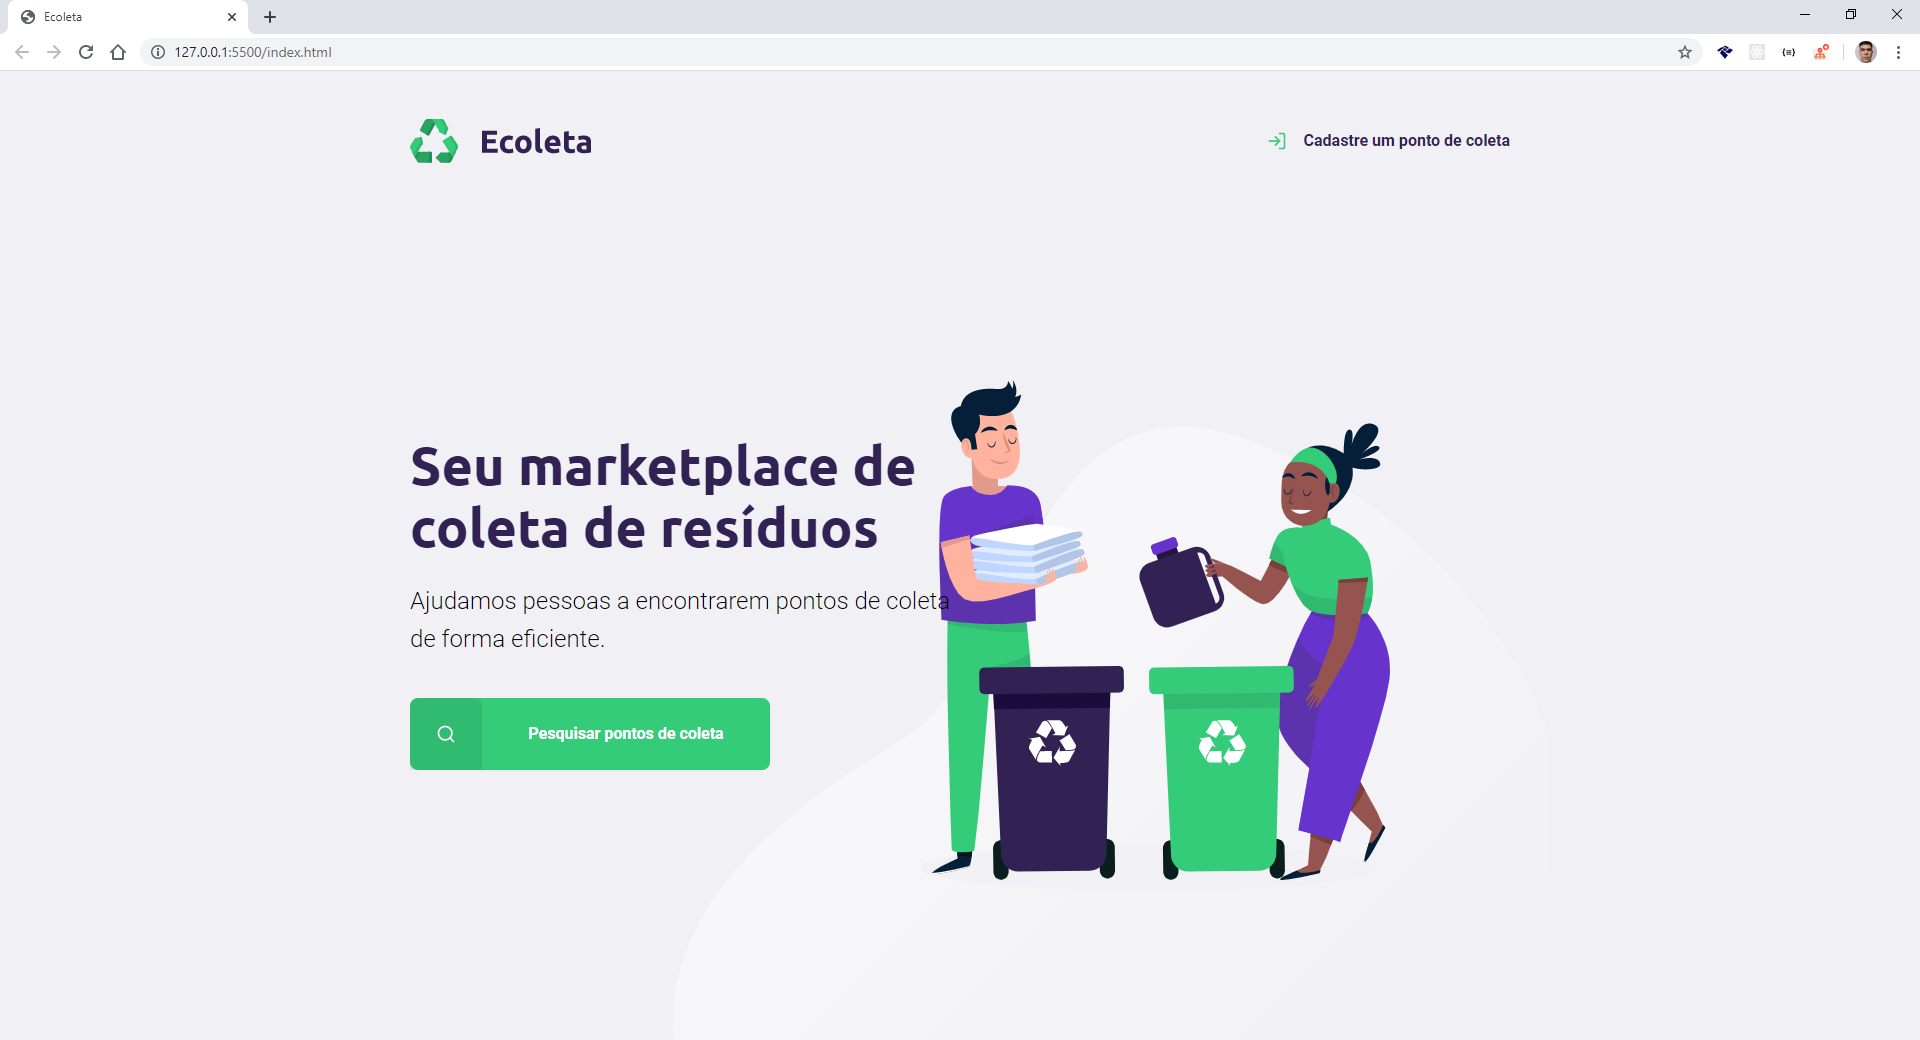 Ecoleta
127.0.0.1:5500/index.html
Ecoleta
Cadastre um ponto de coleta
Seu marketplace de
coleta de resíduos
Ajudamos pessoas a encontrarem pontos de coleta
de forma eficiente.
Pesquisar pontos de coleta